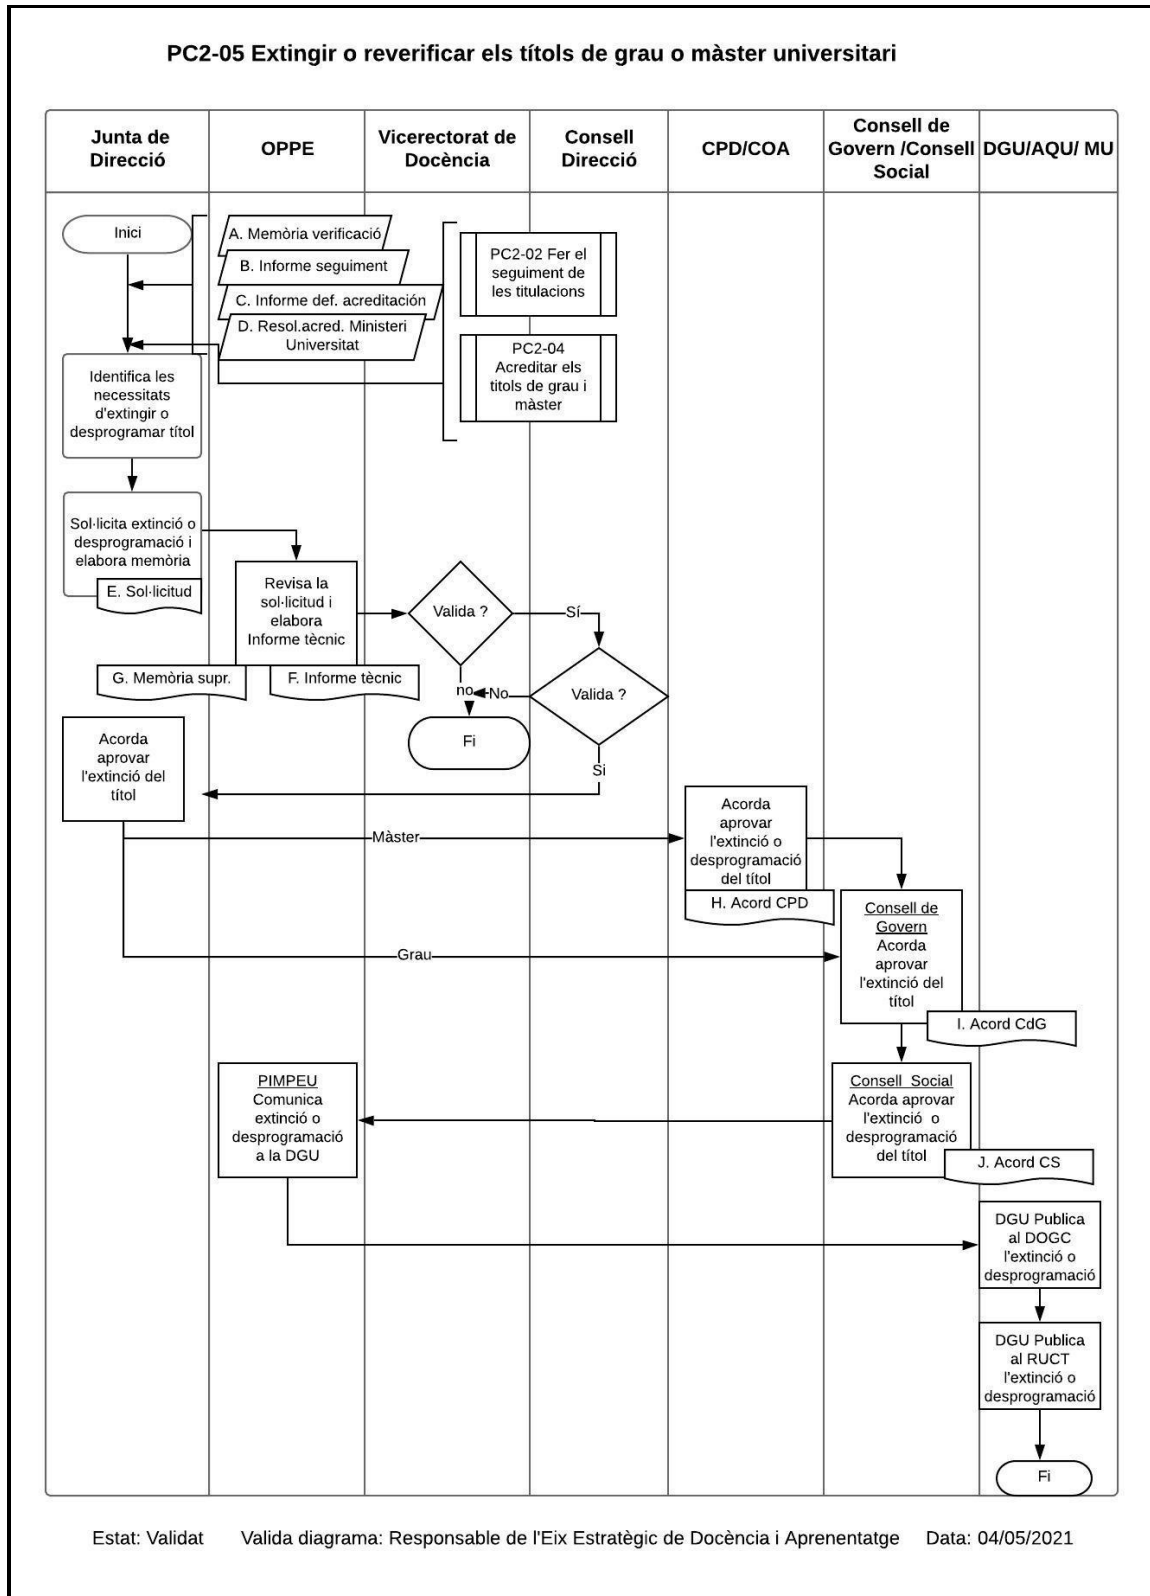 PC2-05 Extingir o reverificar els títols de grau o màster universitari
Junta de
Direcció
OPPE
Vicerectorat de
Docència
Consell
Direcció
CPD/COA
Consell de
Govern /Consell
Social
DGU/AQU/ MU
Inici
A. Memòria verificació
B. Informe seguiment
C. Informe def. acreditación
D. Resol.acred. Ministeri
Universitat
PC2-02 Fer el
seguiment de
les titulacions
PC2-04
Acreditar els
titols de grau i
màster
Identifica les
necessitats
d'extingir o
desprogramar títol
Sol·licita extinció o
desprogramació i
elabora memòria
E. Sol·licitud
Revisa la
sol·licitud i
elabora
Informe tècnic
G. Memòria supr.
F. Informe tècnic
Valida ?
Sí
no
Valida ?
No
Si
Fi
Acorda
aprovar
l'extinció del
títol
Màster
Acorda
aprovar
l'extinció o
desprogramació
del títol
H. Acord CPD
Grau
Consell de
Govern
Acorda
aprovar
l'extinció del
títol
I. Acord CdG
Consell Social
Acorda aprovar
l'extinció o
desprogramació
del títol
J. Acord CS
PIMPEU
Comunica
extinció o
desprogramació
a la DGU
DGU Publica
al DOGC
l'extinció o
desprogramació
DGU Publica
al RUCT
l'extinció o
desprogramació
Fi
Estat: Validat Valida diagrama: Responsable de l'Eix Estratègic de Docència i Aprenentatge Data: 04/05/2021